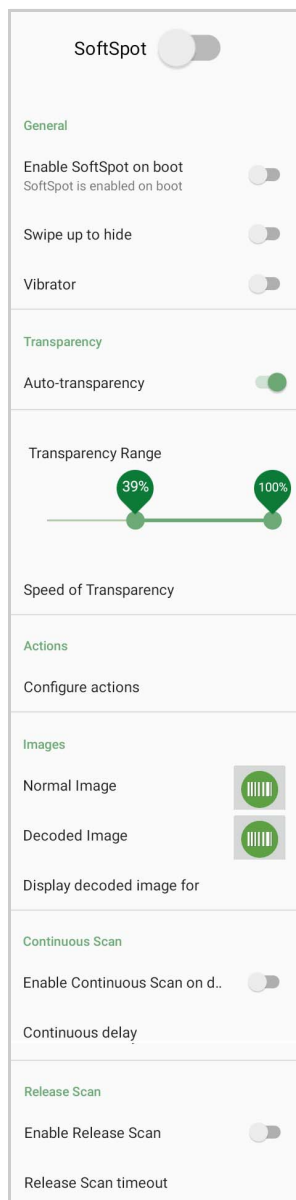 SoftSpot
General
Enable SoftSpot on boot
SoftSpot is enabled on boot
Swipe up to hide
Vibrator
Transparency
Auto-transparency
Transparency Range
39% 100%
Speed of Transparency
Actions
Configure actions
Images
Normal Image
Decoded Image
Display decoded image for
Continuous Scan
Enable Continuous Scan on d..
Continuous delay
Release Scan
Enable Release Scan
Release Scan timeout